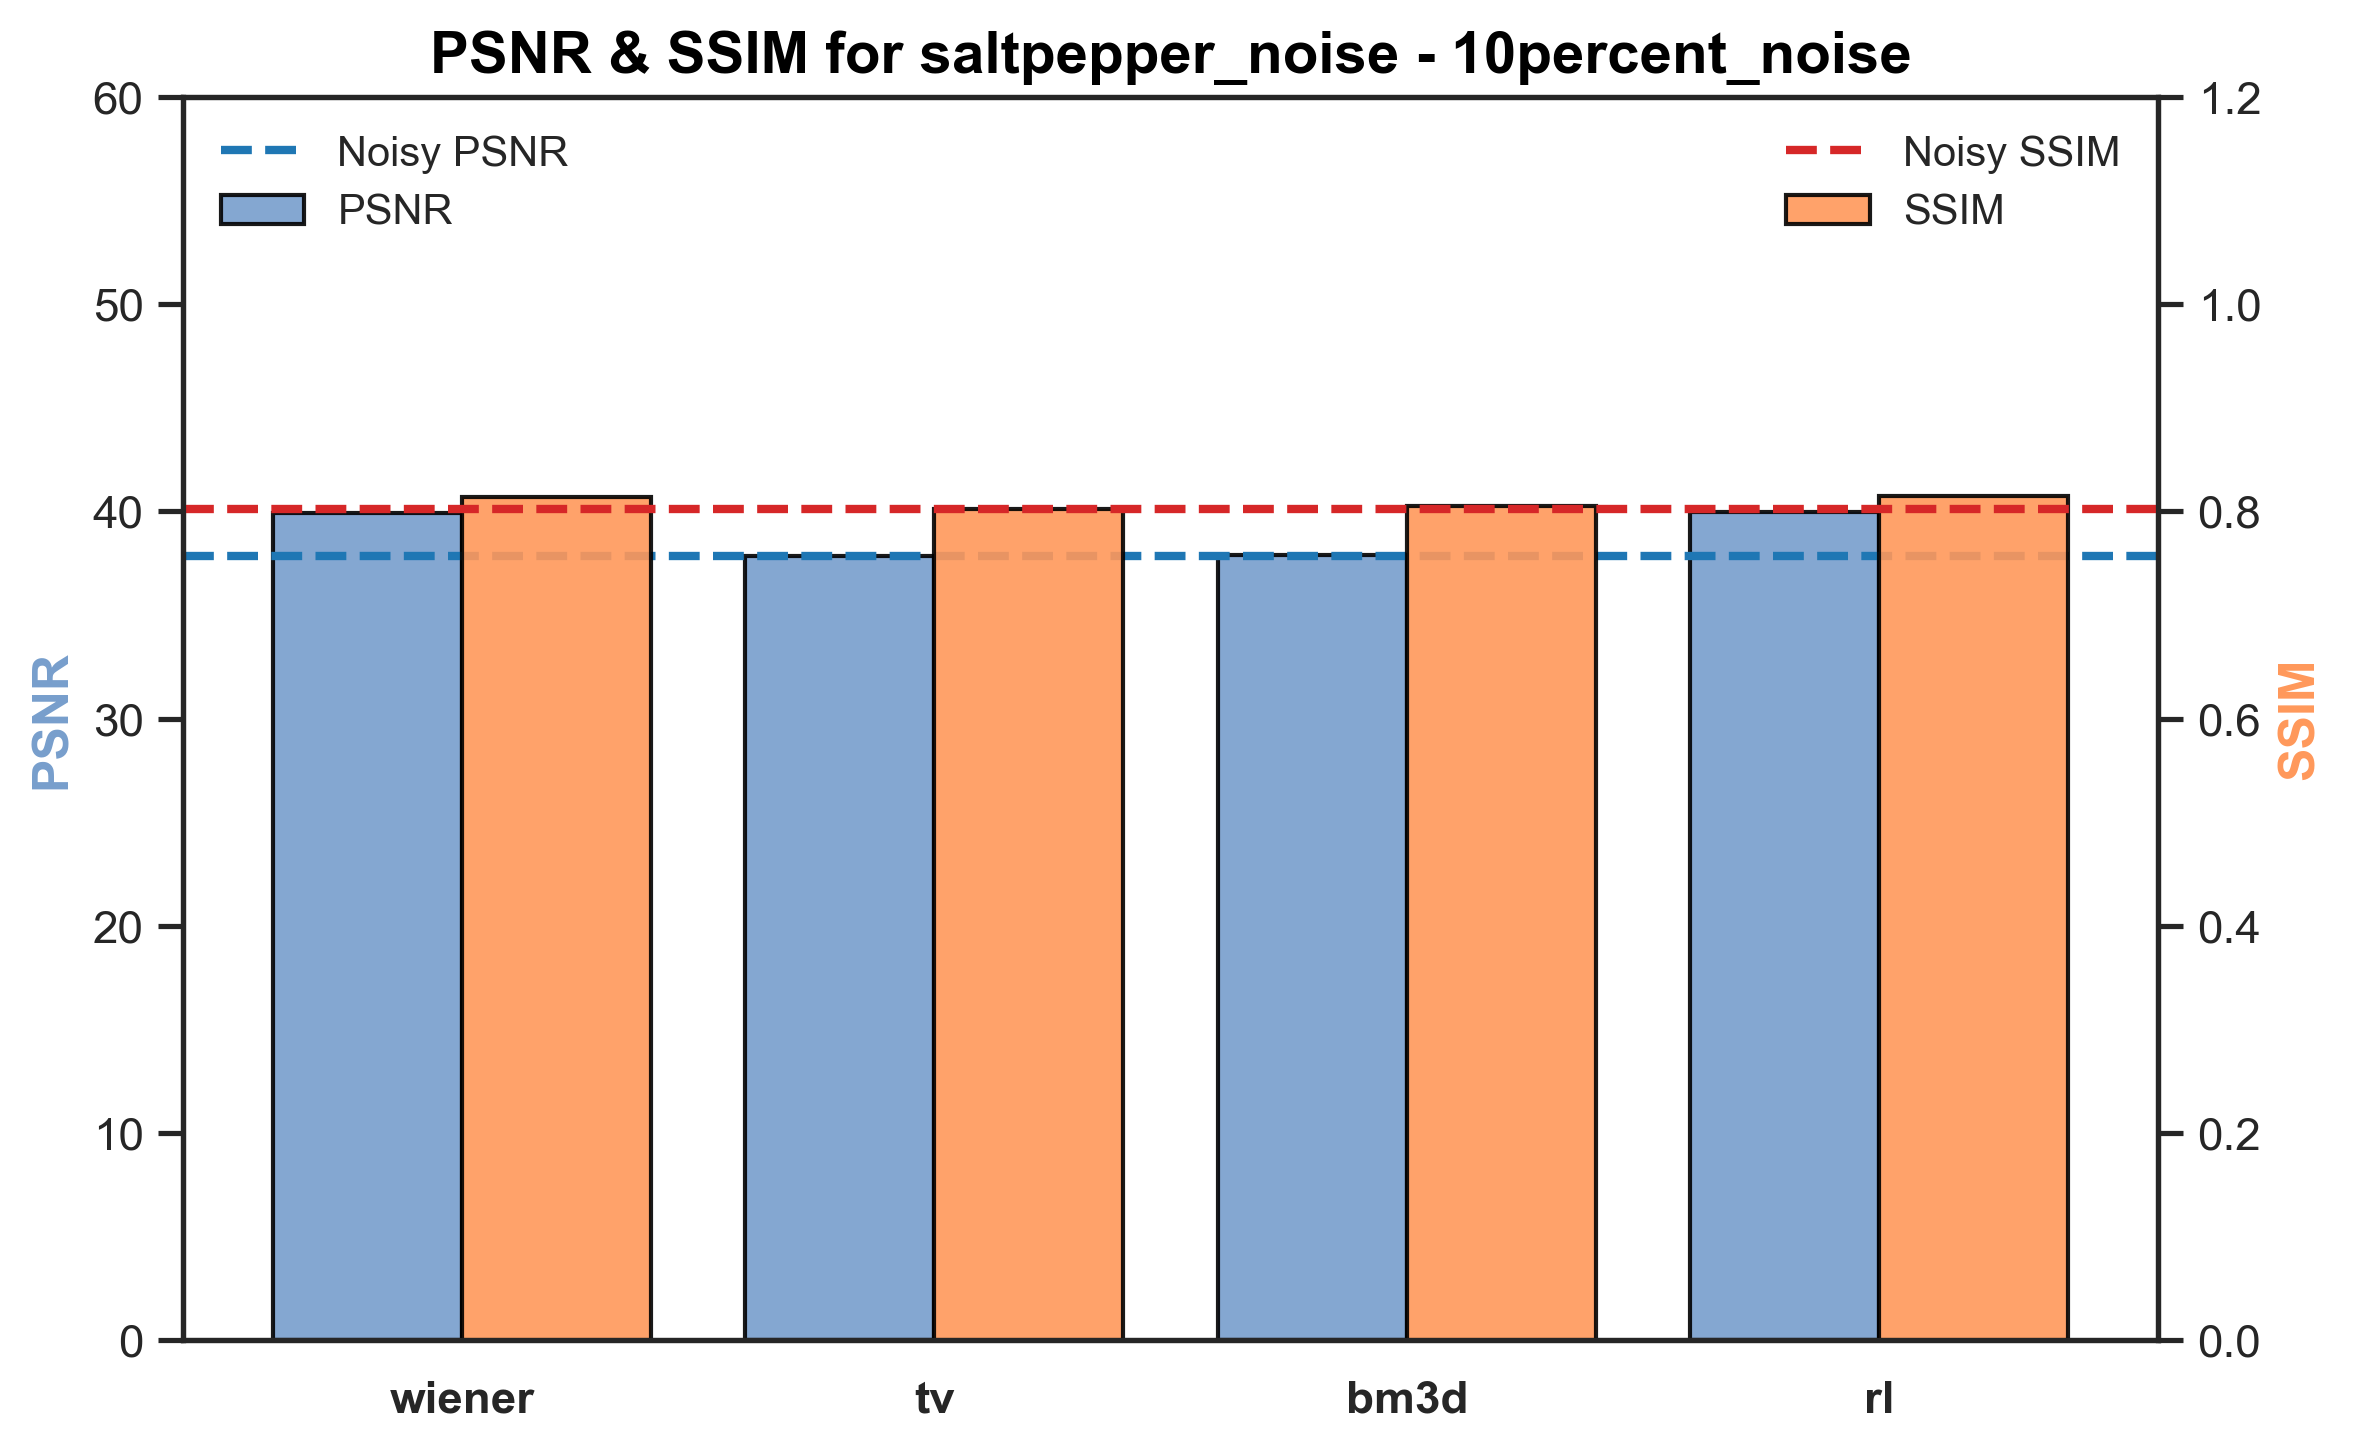 PSNR & SSIM for saltpepper_noise - 10percent_noise
Noisy PSNR
PSNR
Noisy SSIM
SSIM
60
50
40
30
20
10
0
PSNR
1.2
1.0
0.8
0.6
0.4
0.2
0.0
SSIM
wiener
tv
bm3d
rl